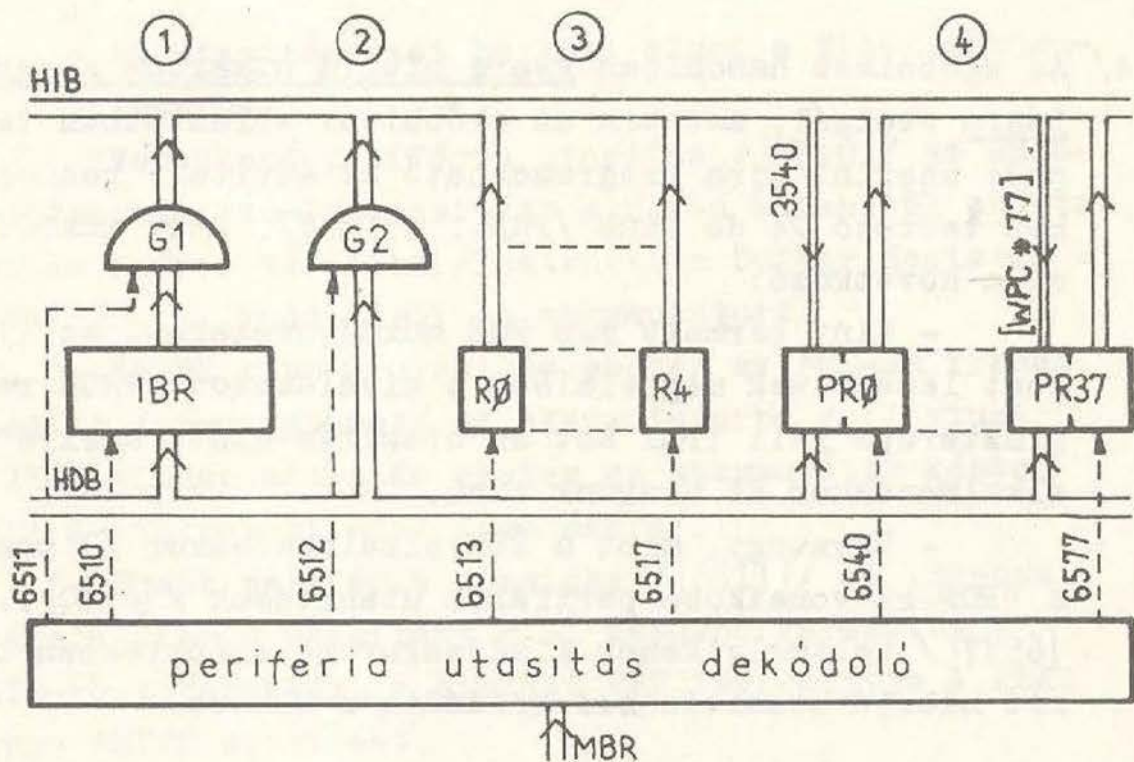 ① ② ③ ④
HIB
3540
[WPC * 77]
G1 G2
IBR RØ R4 PRØ PR37
HDB
6511 6510 6512 6513 6517 6540 6577
periféria utasítás dekódoló
MBR